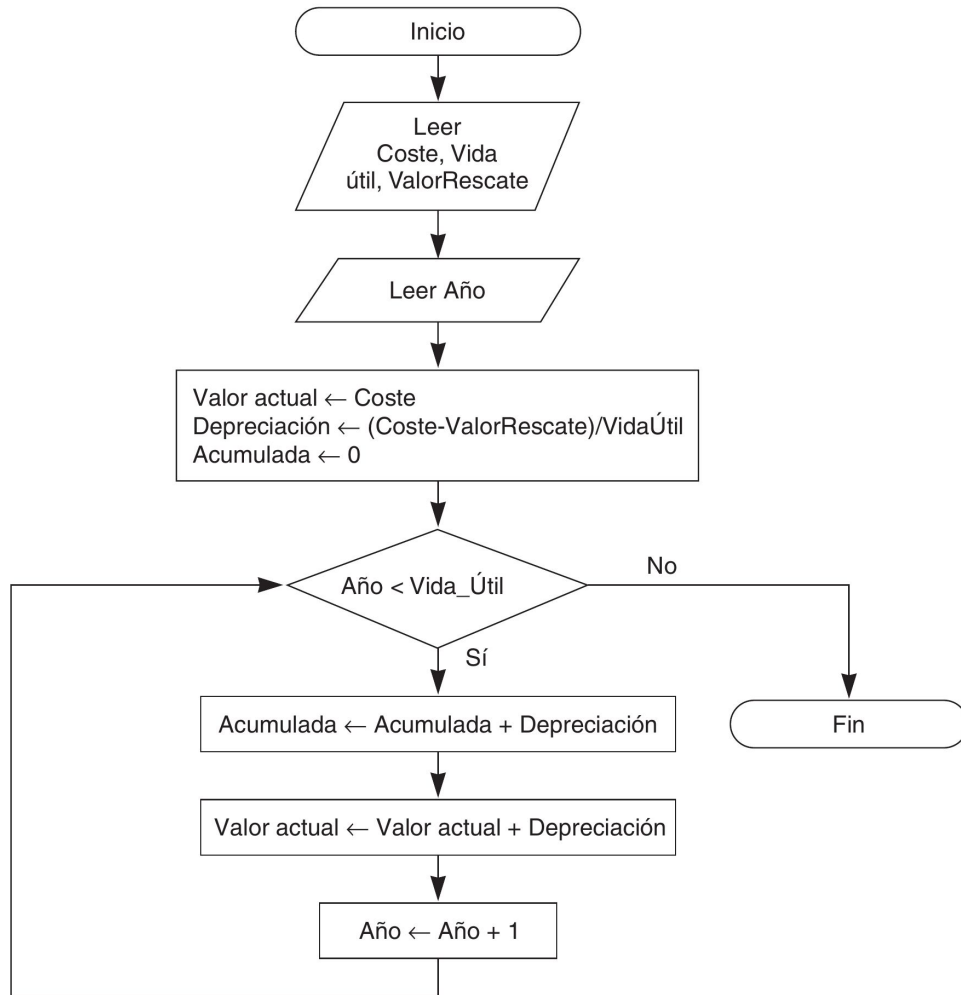 Inicio
Leer
Coste, Vida
útil, ValorRescate
Leer Año
Valor actual ← Coste
Depreciación ← (Coste-ValorRescate)/VidaÚtil
Acumulada ← 0
Año < Vida_Útil
No
Sí
Acumulada ← Acumulada + Depreciación
Fin
Valor actual ← Valor actual + Depreciación
Año ← Año + 1